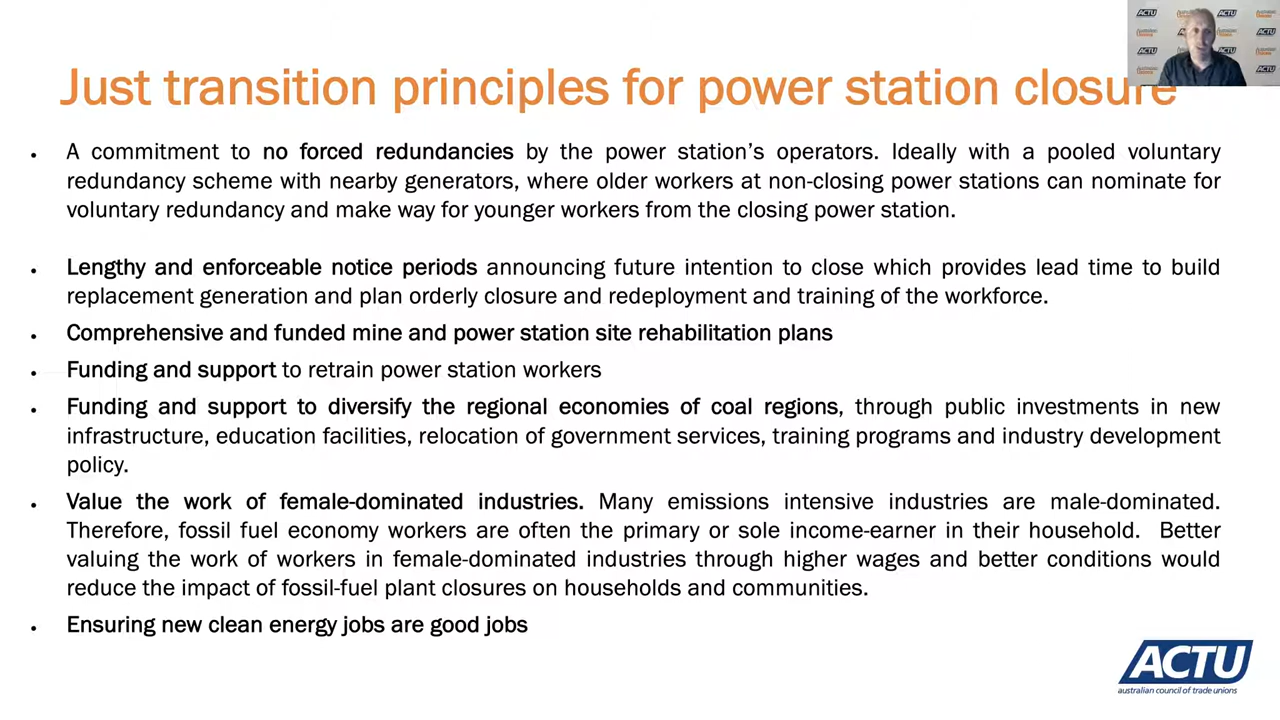 Just transition principles for power station closure
• A commitment to no forced redundancies by the power station's operators. Ideally with a pooled voluntary
redundancy scheme with nearby generators, where older workers at non-closing power stations can nominate for
voluntary redundancy and make way for younger workers from the closing power station.
• Lengthy and enforceable notice periods announcing future intention to close which provides lead time to build
replacement generation and plan orderly closure and redeployment and training of the workforce.
• Comprehensive and funded mine and power station site rehabilitation plans
• Funding and support to retrain power station workers
• Funding and support to diversify the regional economies of coal regions, through public investments in new
infrastructure, education facilities, relocation of government services, training programs and industry development
policy.
• Value the work of female-dominated industries. Many emissions intensive industries are male-dominated.
Therefore, fossil fuel economy workers are often the primary or sole income-earner in their household. Better
valuing the work of workers in female-dominated industries through higher wages and better conditions would
reduce the impact of fossil-fuel plant closures on households and communities.
• Ensuring new clean energy jobs are good jobs
ACTU
australian council of trade unions
ACTU
ACTU
ACTU
ACTU
ACTU
ACTU